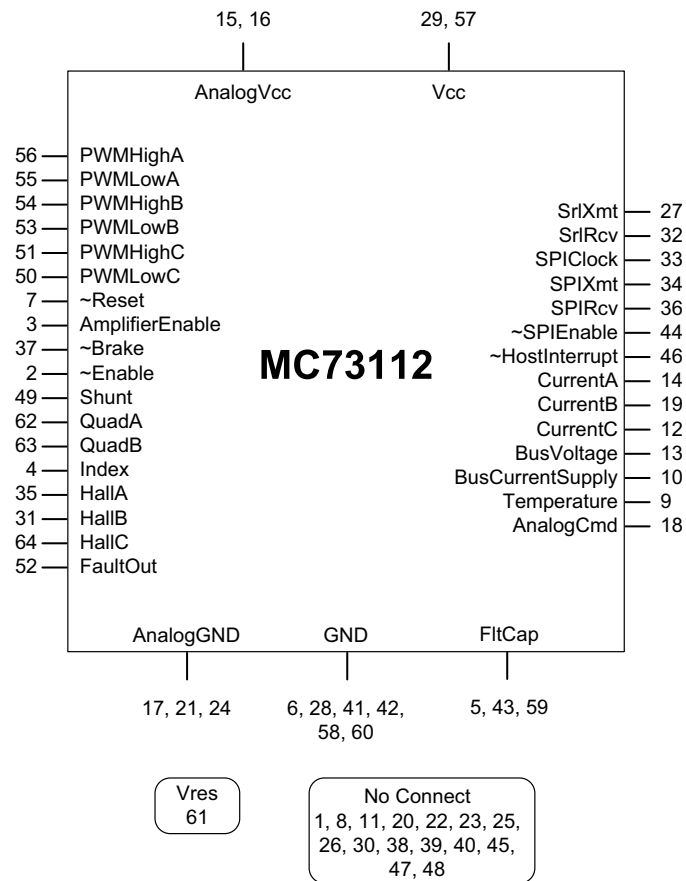 15, 16
29, 57
AnalogVcc
Vcc
56 PWMHighA
55 PWMLowA
54 PWMHighB
53 PWMLowB
51 PWMHighC
50 PWMLowC
7 ~Reset
3 AmplifierEnable
37 ~Brake
2 ~Enable
49 Shunt
62 QuadA
63 QuadB
4 Index
35 HallA
31 HallB
64 HallC
52 FaultOut
MC73112
SrlXmt 27
SrlRcv 32
SPIClock 33
SPIXmt 34
SPIRcv 36
~SPIEnable 44
~HostInterrupt 46
CurrentA 14
CurrentB 19
CurrentC 12
BusVoltage 13
BusCurrentSupply 10
Temperature 9
AnalogCmd 18
AnalogGND
GND
FltCap
17, 21, 24
6, 28, 41, 42,
58, 60
5, 43, 59
Vres
61
No Connect
1, 8, 11, 20, 22, 23, 25,
26, 30, 38, 39, 40, 45,
47, 48